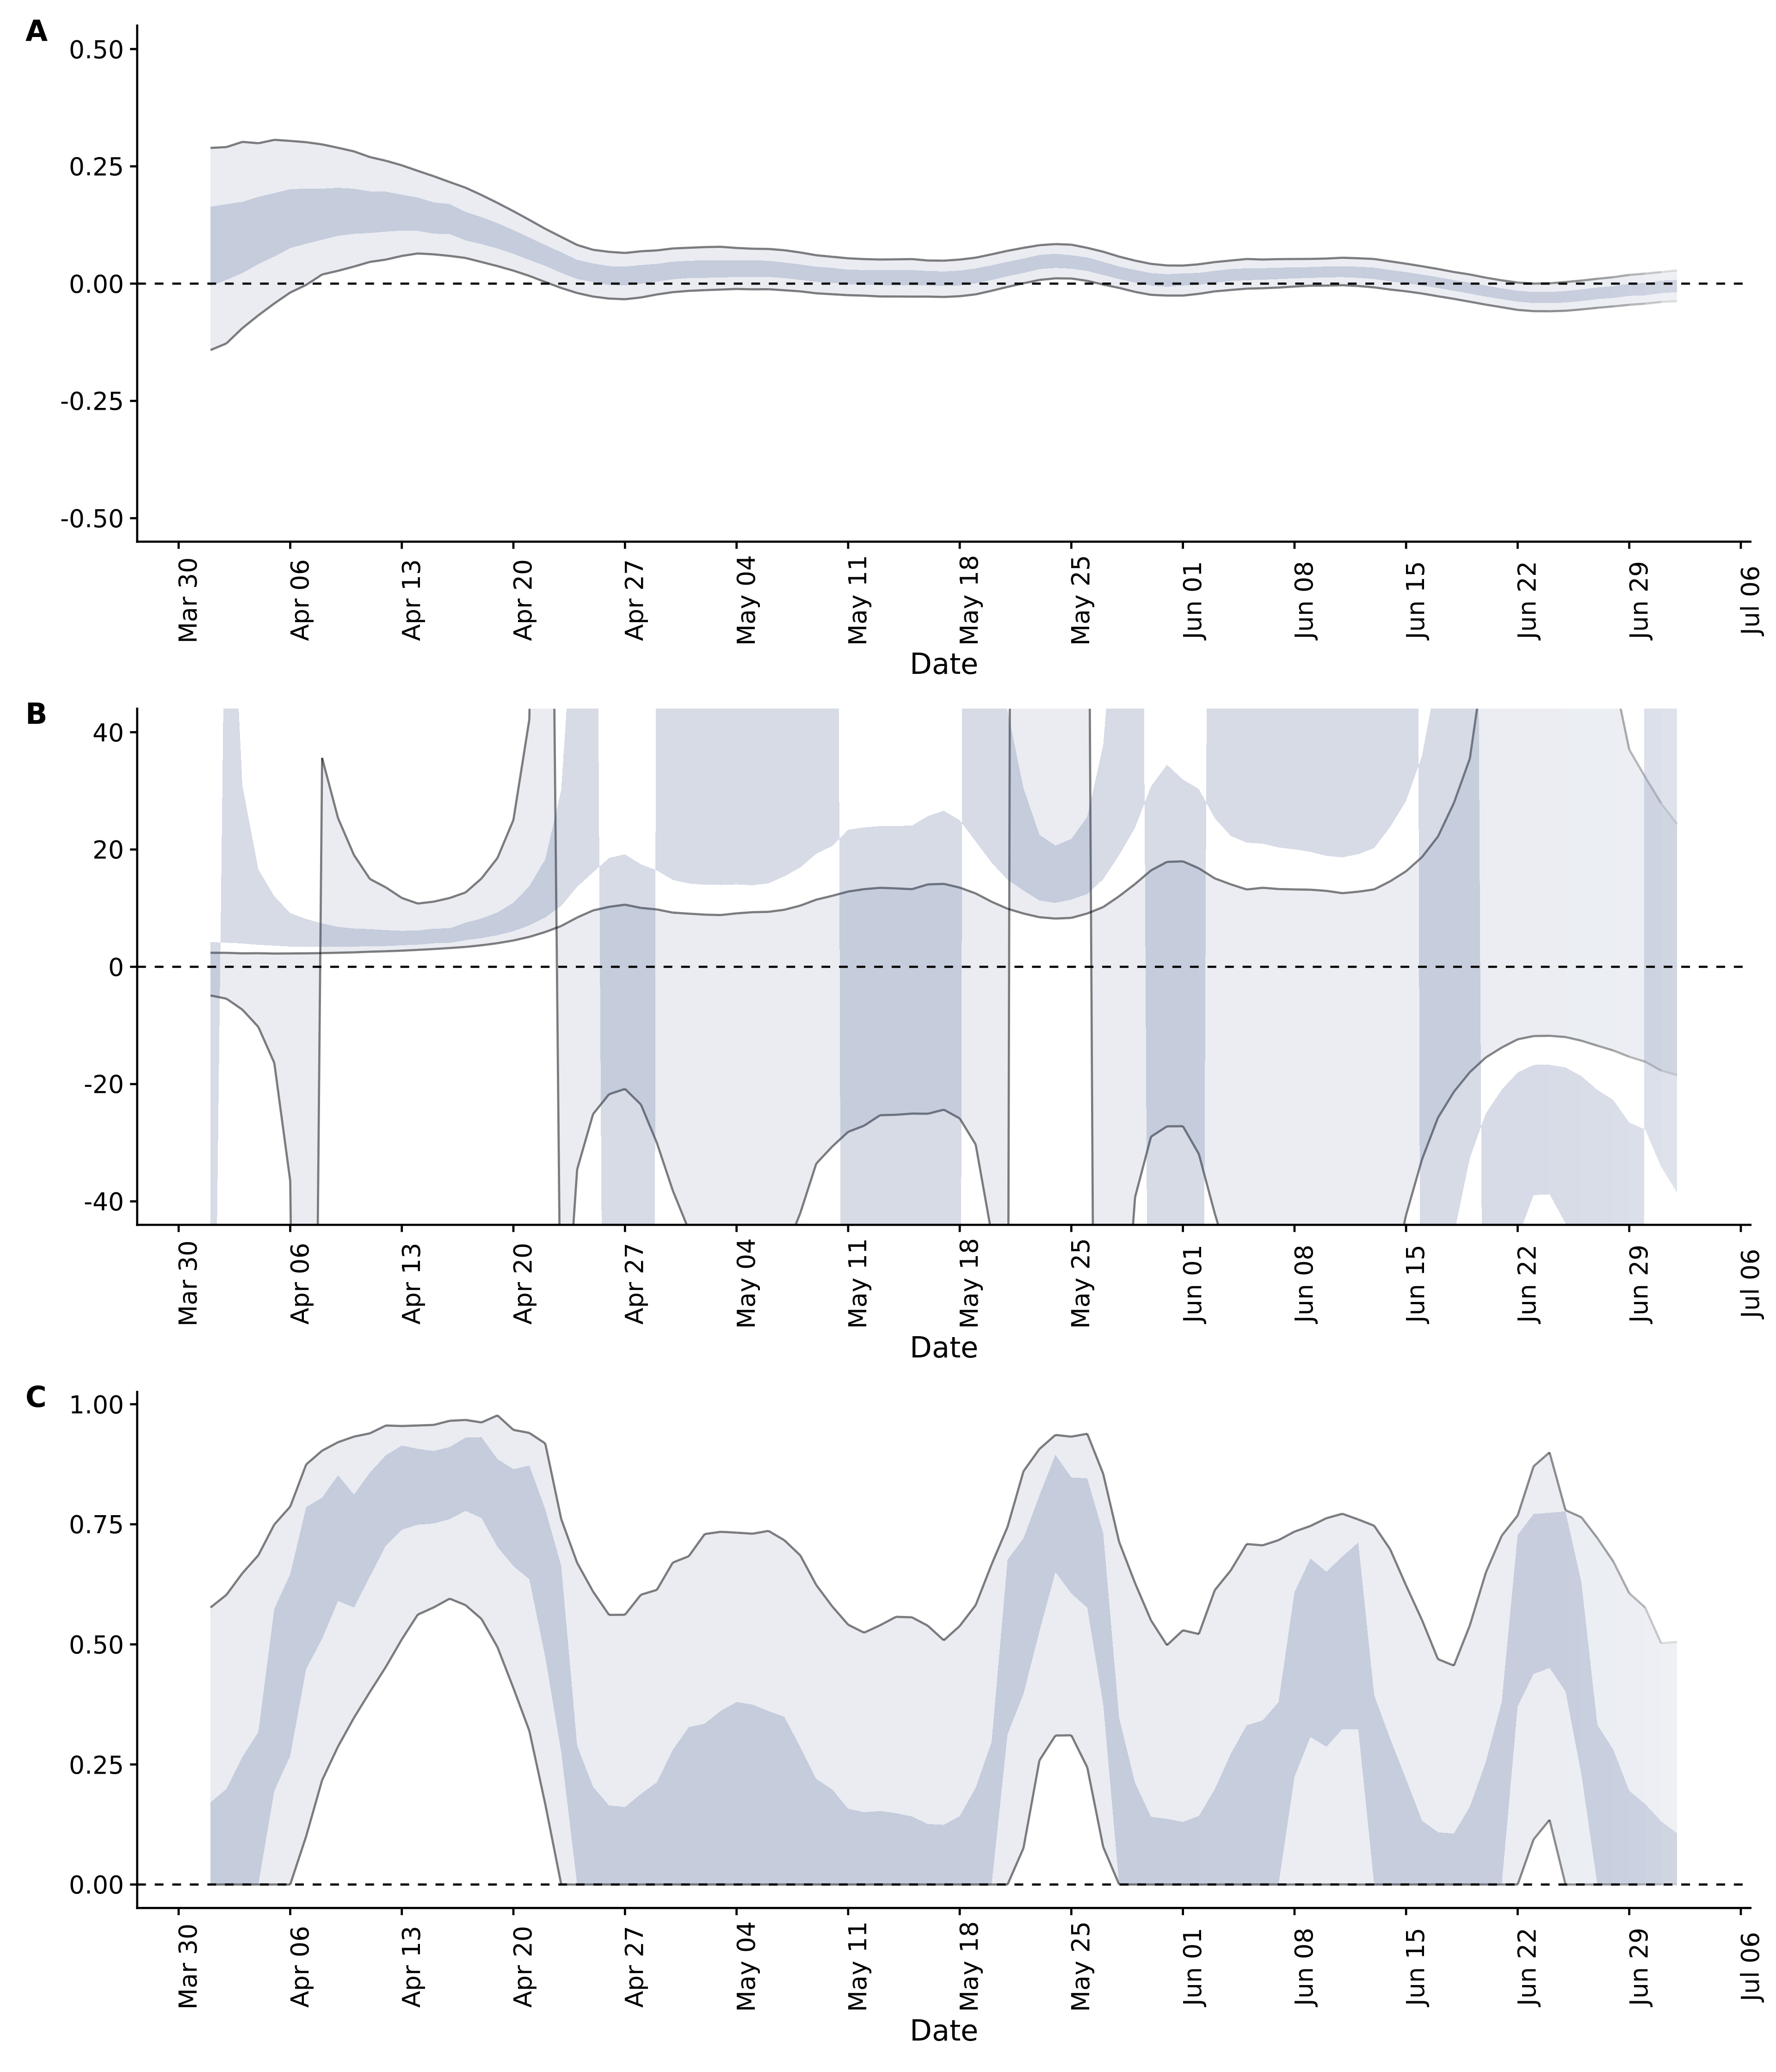 A
0.50
0.25
0.00
-0.25
-0.50
Mar 30
Apr 06
Apr 13
Apr 20
Apr 27
May 04
May 11
May 18
May 25
Jun 01
Jun 08
Jun 15
Jun 22
Jun 29
Jul 06
Date
B
40
20
0
-20
-40
Mar 30
Apr 06
Apr 13
Apr 20
Apr 27
May 04
May 11
May 18
May 25
Jun 01
Jun 08
Jun 15
Jun 22
Jun 29
Jul 06
Date
C
1.00
0.75
0.50
0.25
0.00
Mar 30
Apr 06
Apr 13
Apr 20
Apr 27
May 04
May 11
May 18
May 25
Jun 01
Jun 08
Jun 15
Jun 22
Jun 29
Jul 06
Date